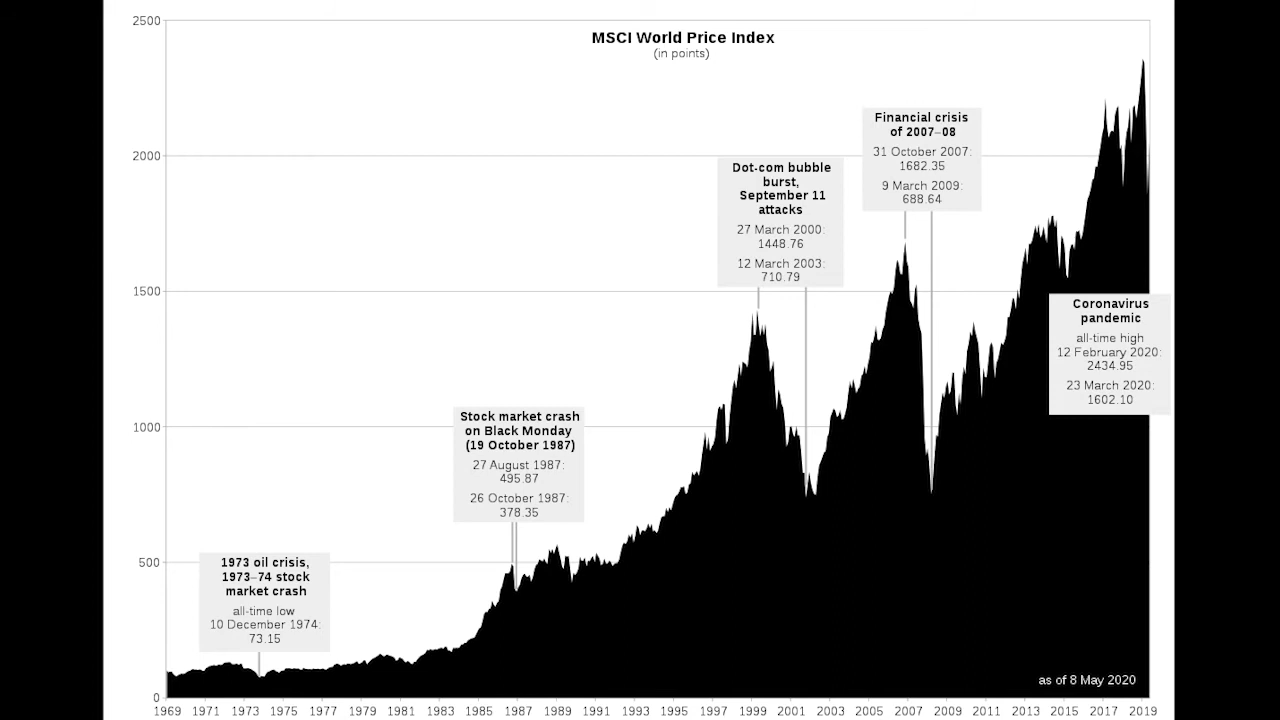 MSCI World Price Index
(in points)
2500
2000
1500
1000
500
0
1973 oil crisis,
1973–74 stock
market crash
all-time low
10 December 1974:
73.15
Stock market crash
on Black Monday
(19 October 1987)
27 August 1987:
495.87
26 October 1987:
378.35
Dot-com bubble
burst,
September 11
attacks
27 March 2000:
1448.76
12 March 2003:
710.79
Financial crisis
of 2007–08
31 October 2007:
1682.35
9 March 2009:
688.64
Coronavirus
pandemic
all-time high
12 February 2020:
2434.95
23 March 2020:
1602.10
as of 8 May 2020
1969 1971 1973 1975 1977 1979 1981 1983 1985 1987 1989 1991 1993 1995 1997 1999 2001 2003 2005 2007 2009 2011 2013 2015 2017 2019